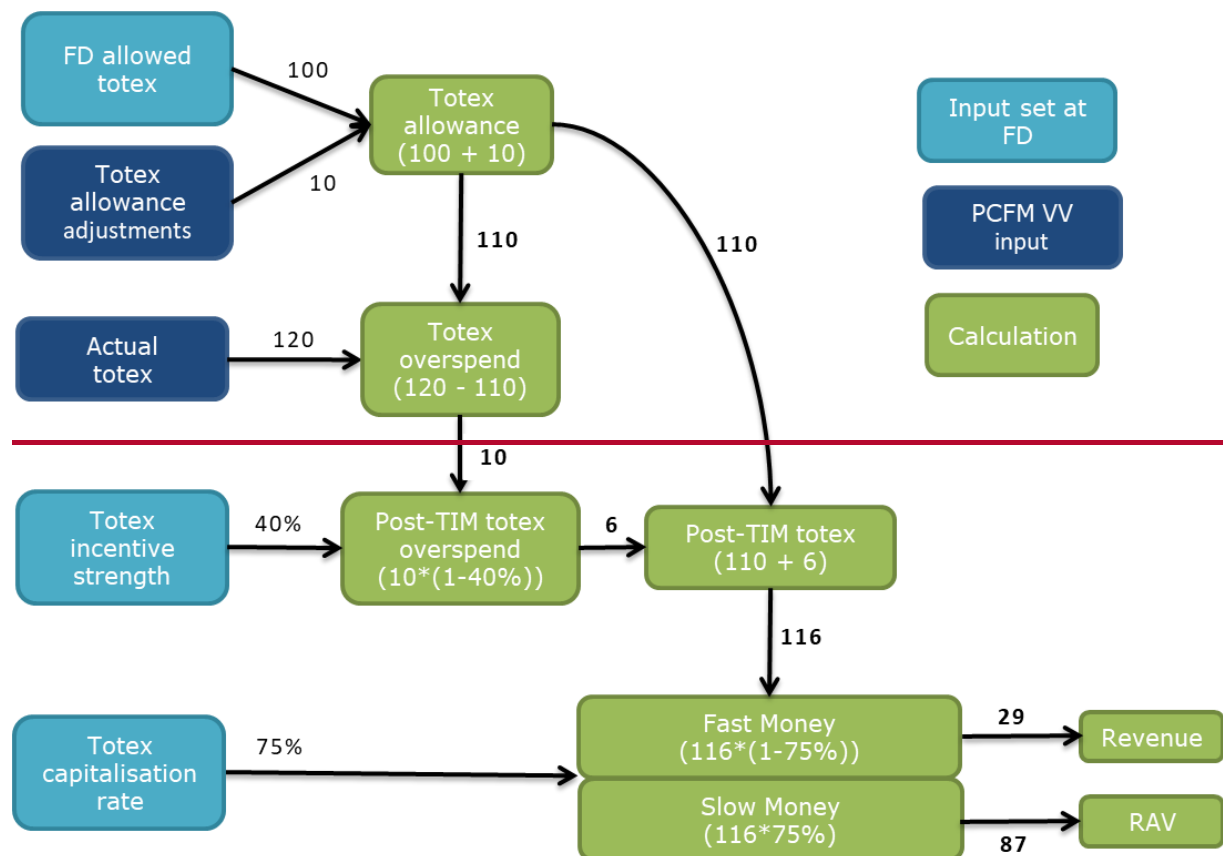 FD allowed
totex
100
Totex
allowance
(100 + 10)
Input set at
FD
Totex
allowance
adjustments
10
PCFM VV
input
110
110
Actual
totex
120
Totex
overspend
(120 - 110)
Calculation
10
Totex
incentive
strength
40%
Post-TIM totex
overspend
(10*(1-40%))
6
Post-TIM totex
(110 + 6)
116
Totex
capitalisation
rate
75%
Fast Money
(116*(1-75%))
29
Revenue
Slow Money
(116*75%)
87
RAV